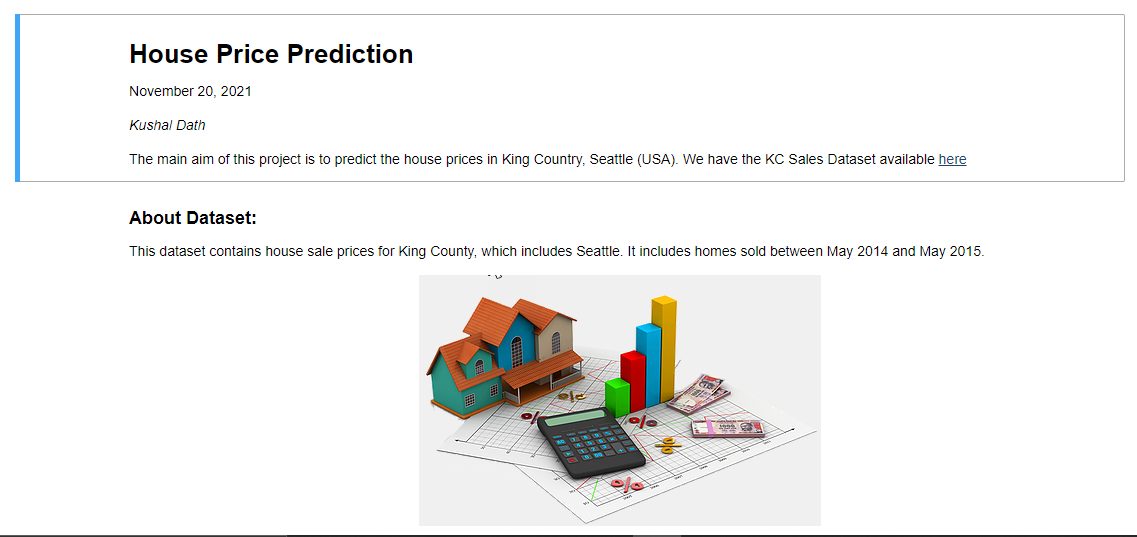 House Price Prediction
November 20, 2021
Kushal Dath
The main aim of this project is to predict the house prices in King Country, Seattle (USA). We have the KC Sales Dataset available here
About Dataset:
This dataset contains house sale prices for King County, which includes Seattle. It includes homes sold between May 2014 and May 2015.